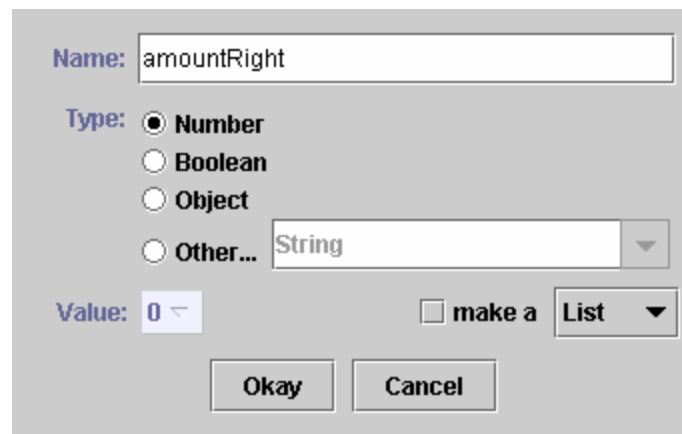 Name: amountRight
Type: Number
Boolean
Object
Other... String
Value: 0 make a List
Okay Cancel